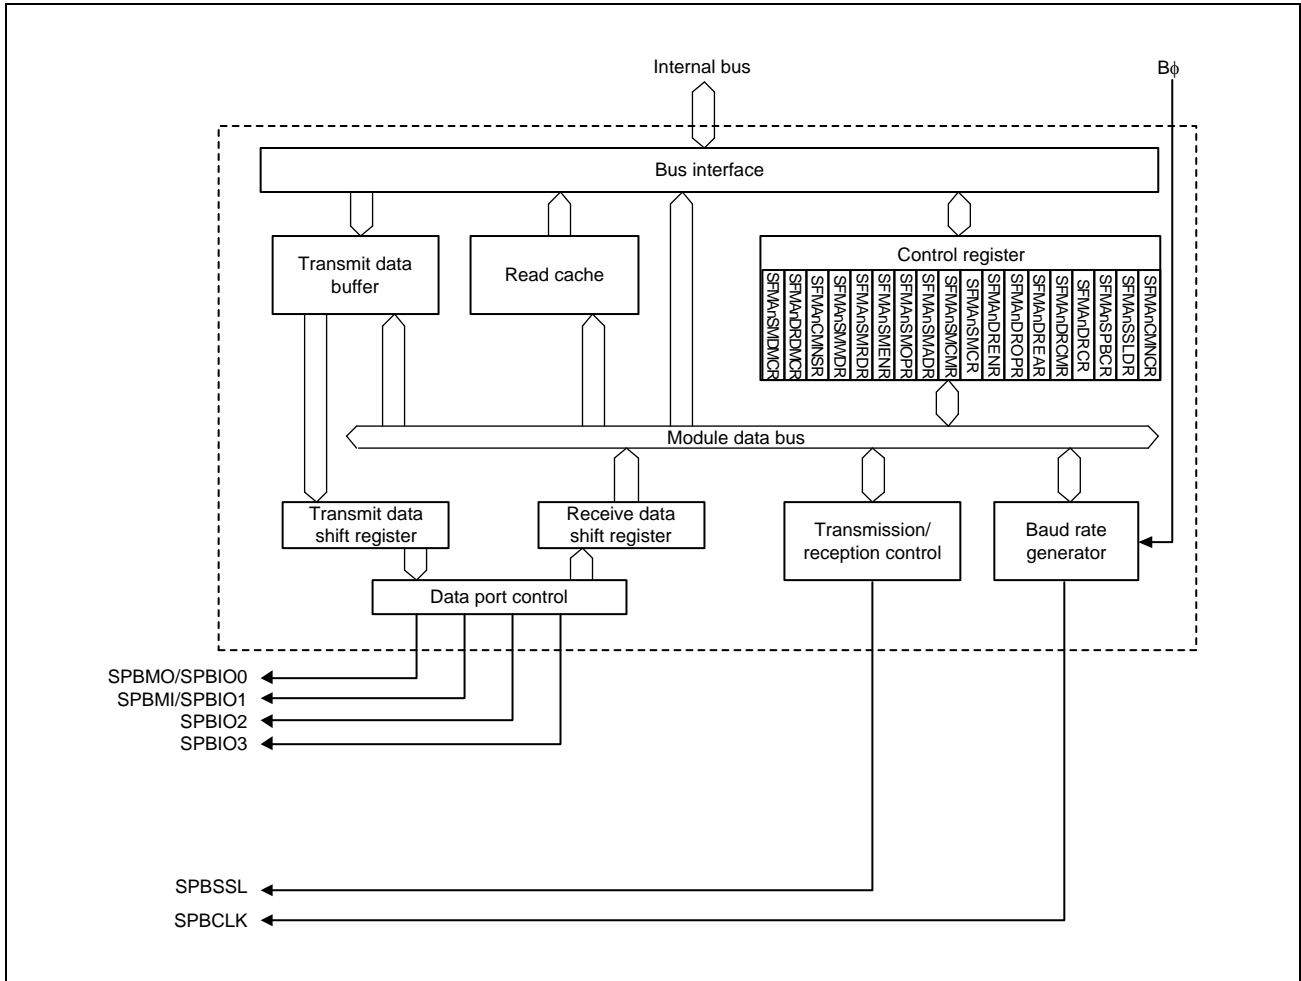 Internal bus
Bϕ
Bus interface
Transmit data
buffer
Read cache
Control register
SFMAnSMDMCR
SFMAnDRDMCR
SFMAnCMNSR
SFMAnSMWDR
SFMAnSMRDR
SFMAnSMENR
SFMAnSMOPR
SFMAnSMADR
SFMAnSMCMR
SFMAnSMCR
SFMAnDRENR
SFMAnDROPR
SFMAnDREAR
SFMAnDRCMR
SFMAnDRCR
SFMAnSPBCR
SFMAnSSLDR
SFMAnCMNCR
Module data bus
Transmit data
shift register
Receive data
shift register
Transmission/
reception control
Baud rate
generator
Data port control
SPBMO/SPBIO0
SPBMI/SPBIO1
SPBIO2
SPBIO3
SPBSSL
SPBCLK